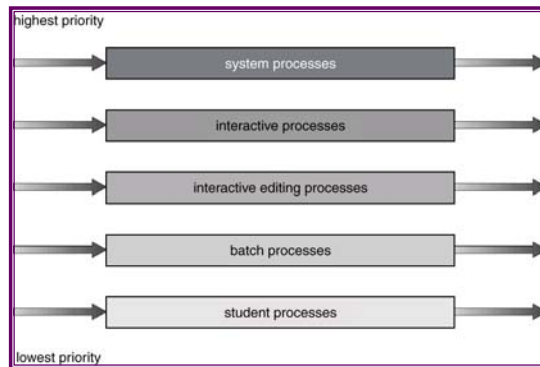 highest priority
system processes
interactive processes
interactive editing processes
batch processes
student processes
lowest priority